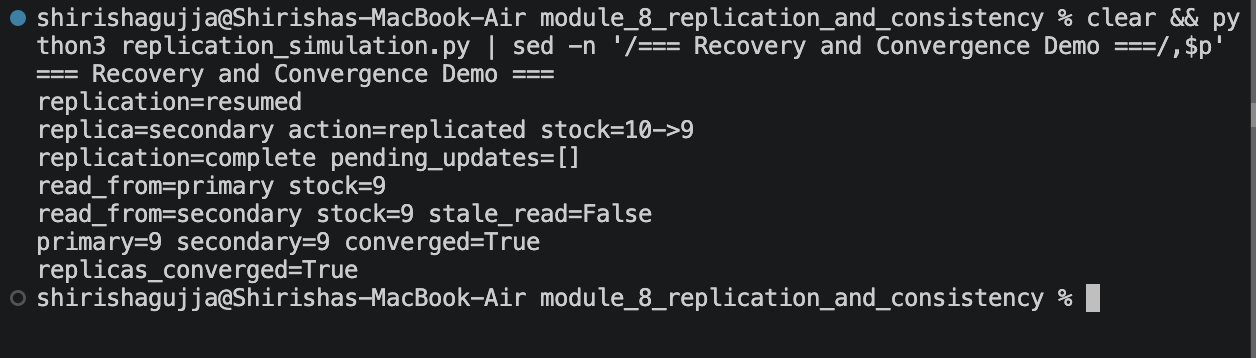 shirishagujja@Shirishas-MacBook-Air module_8_replication_and_consistency % clear && py
thon3 replication_simulation.py | sed -n '/=== Recovery and Convergence Demo ===/,$p'
=== Recovery and Convergence Demo ===
replication=resumed
replica=secondary action=replicated stock=10->9
replication=complete pending_updates=[]
read_from=primary stock=9
read_from=secondary stock=9 stale_read=False
primary=9 secondary=9 converged=True
replicas_converged=True
shirishagujja@Shirishas-MacBook-Air module_8_replication_and_consistency %